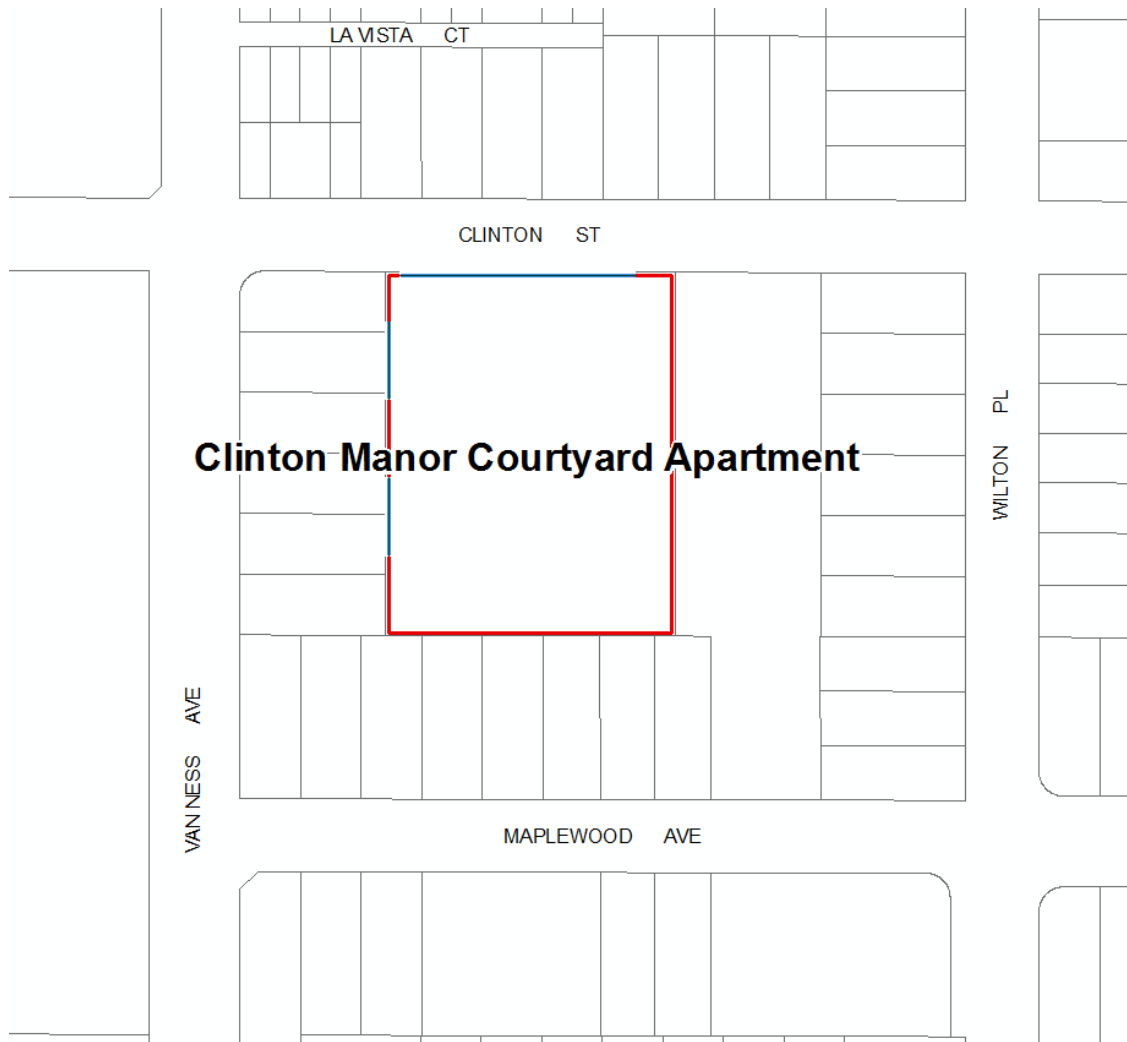 LA VISTA CT
CLINTON ST
Clinton Manor Courtyard Apartment
WILTON PL
VAN NESS AVE
MAPLEWOOD AVE